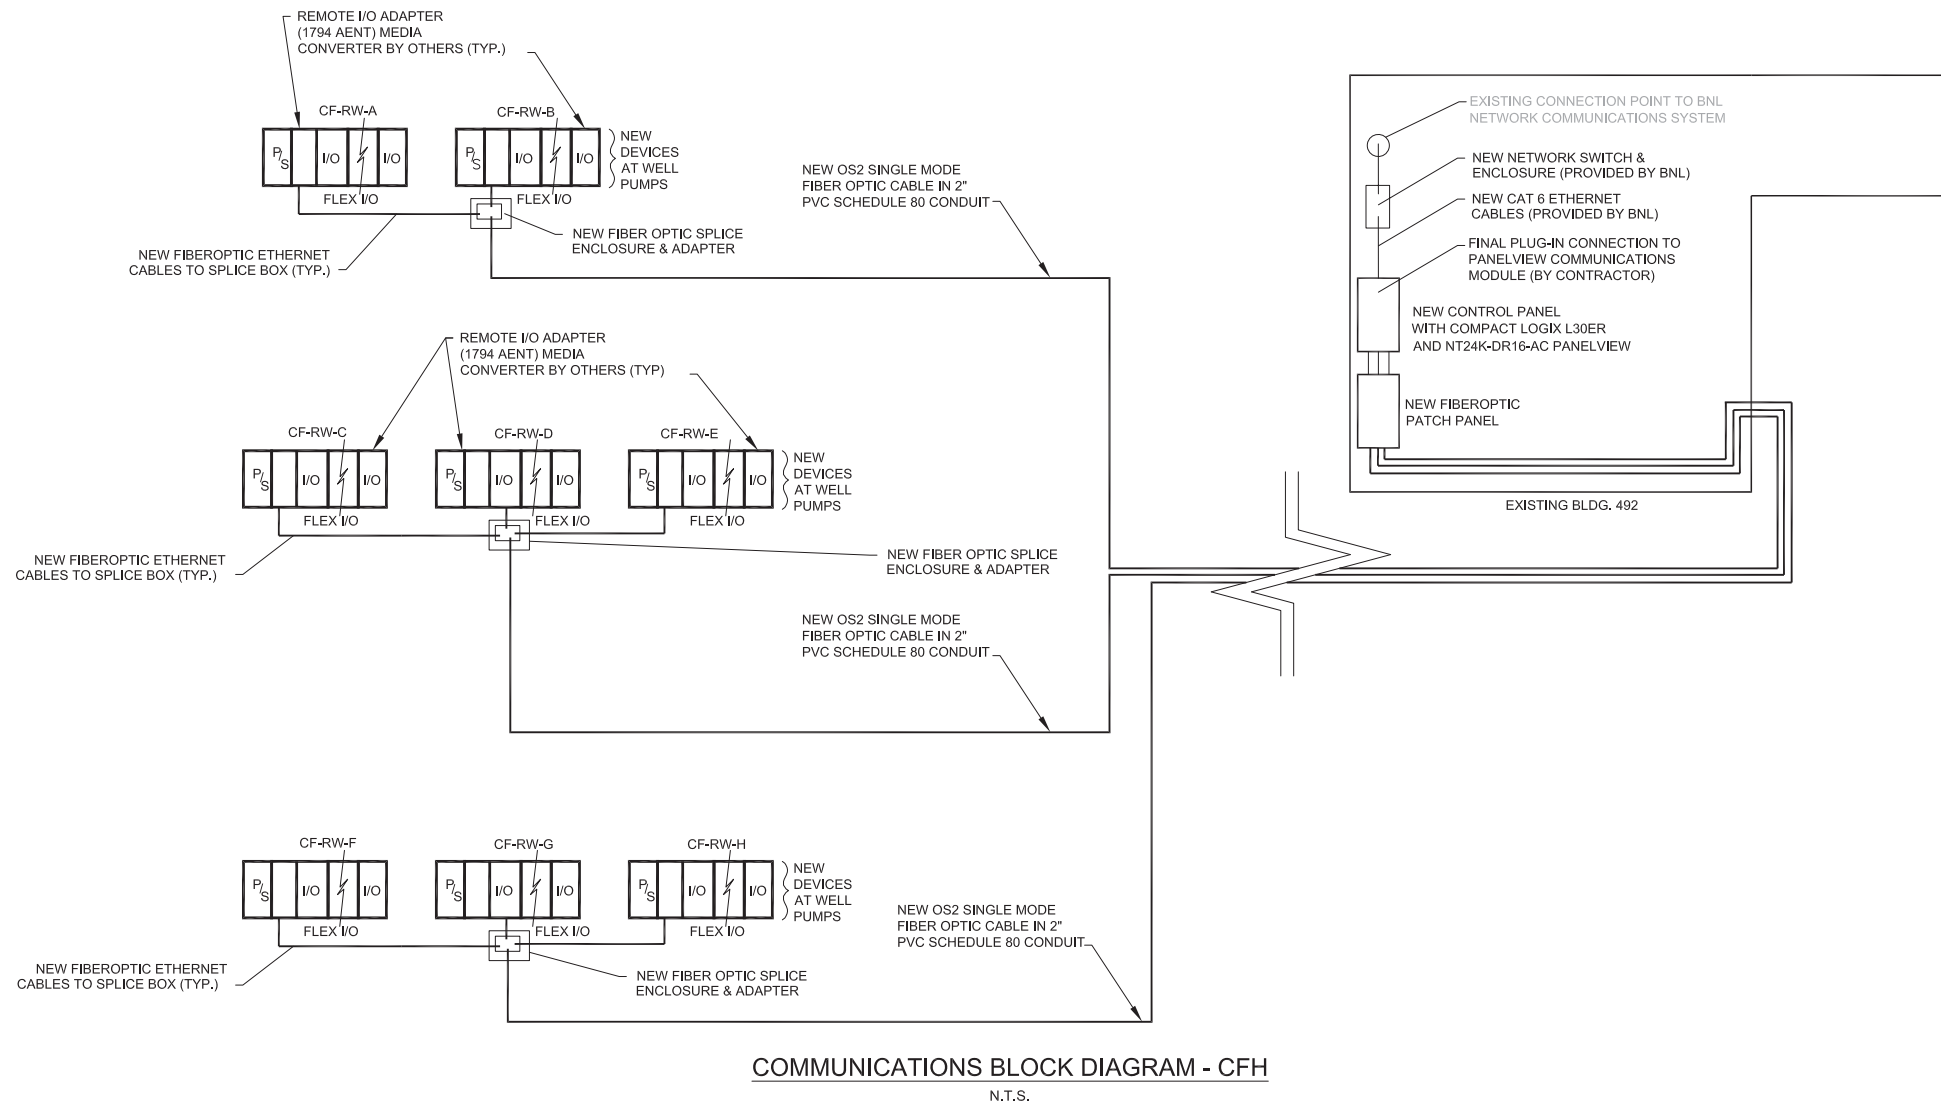 REMOTE I/O ADAPTER
(1794 AENT) MEDIA
CONVERTER BY OTHERS (TYP.)
CF-RW-A
P/S
I/O
I/O
FLEX I/O
CF-RW-B
P/S
I/O
I/O
FLEX I/O
NEW
DEVICES
AT WELL
PUMPS
NEW FIBER OPTIC SPLICE
ENCLOSURE & ADAPTER
NEW FIBEROPTIC ETHERNET
CABLES TO SPLICE BOX (TYP.)
NEW OS2 SINGLE MODE
FIBER OPTIC CABLE IN 2"
PVC SCHEDULE 80 CONDUIT
EXISTING CONNECTION POINT TO BNL
NETWORK COMMUNICATIONS SYSTEM
NEW NETWORK SWITCH &
ENCLOSURE (PROVIDED BY BNL)
NEW CAT 6 ETHERNET
CABLES (PROVIDED BY BNL)
FINAL PLUG-IN CONNECTION TO
PANELVIEW COMMUNICATIONS
MODULE (BY CONTRACTOR)
NEW CONTROL PANEL
WITH COMPACT LOGIX L30ER
AND NT24K-DR16-AC PANELVIEW
NEW FIBEROPTIC
PATCH PANEL
EXISTING BLDG. 492
REMOTE I/O ADAPTER
(1794 AENT) MEDIA
CONVERTER BY OTHERS (TYP)
CF-RW-C
P/S
I/O
I/O
FLEX I/O
CF-RW-D
P/S
I/O
I/O
FLEX I/O
CF-RW-E
P/S
I/O
I/O
FLEX I/O
NEW
DEVICES
AT WELL
PUMPS
NEW FIBEROPTIC ETHERNET
CABLES TO SPLICE BOX (TYP.)
NEW FIBER OPTIC SPLICE
ENCLOSURE & ADAPTER
NEW OS2 SINGLE MODE
FIBER OPTIC CABLE IN 2"
PVC SCHEDULE 80 CONDUIT
CF-RW-F
P/S
I/O
I/O
FLEX I/O
CF-RW-G
P/S
I/O
I/O
FLEX I/O
CF-RW-H
P/S
I/O
I/O
FLEX I/O
NEW
DEVICES
AT WELL
PUMPS
NEW FIBEROPTIC ETHERNET
CABLES TO SPLICE BOX (TYP.)
NEW FIBER OPTIC SPLICE
ENCLOSURE & ADAPTER
NEW OS2 SINGLE MODE
FIBER OPTIC CABLE IN 2"
PVC SCHEDULE 80 CONDUIT
COMMUNICATIONS BLOCK DIAGRAM - CFH
N.T.S.